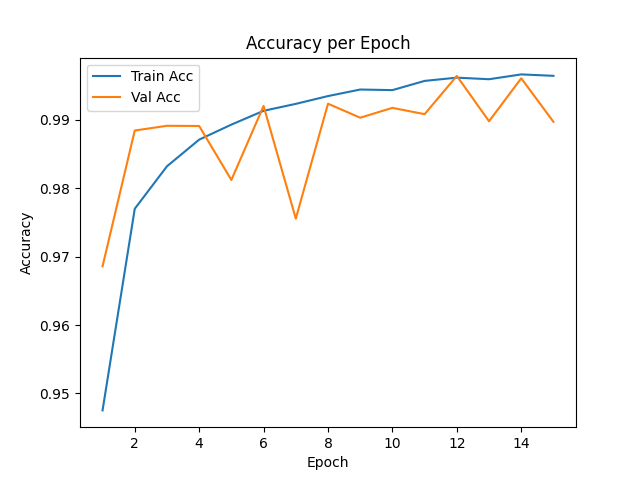 Accuracy per Epoch
Train Acc
Val Acc
0.99
0.98
0.97
0.96
0.95
Accuracy
2 4 6 8 10 12 14
Epoch